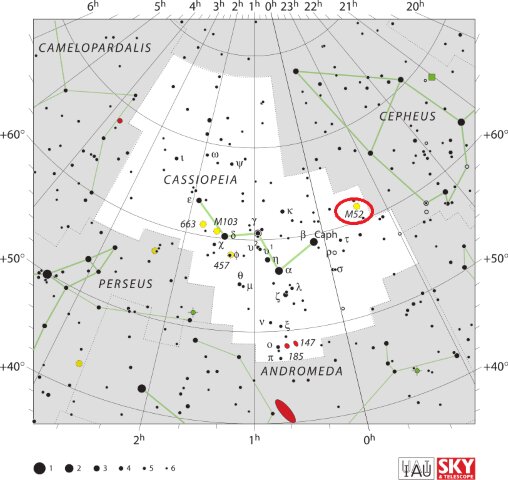 6h 5h 4h 3h 2h 1h 0h 23h 22h 21h 20h
CAMELOPARDALIS
CEPHEUS
+60° +60°
ι ω ψ
CASSIOPEIA
ε κ M52
663 M103 γ
δ β Caph
χ υ² υ¹ η τ
+50° 457 φ ρ +50°
α σ
PERSEUS θ μ ζ λ
ν ξ
ο 147
π 185
+40° ANDROMEDA +40°
2h 1h 0h
1 2 3 4 5 6
IAU SKY
& TELESCOPE